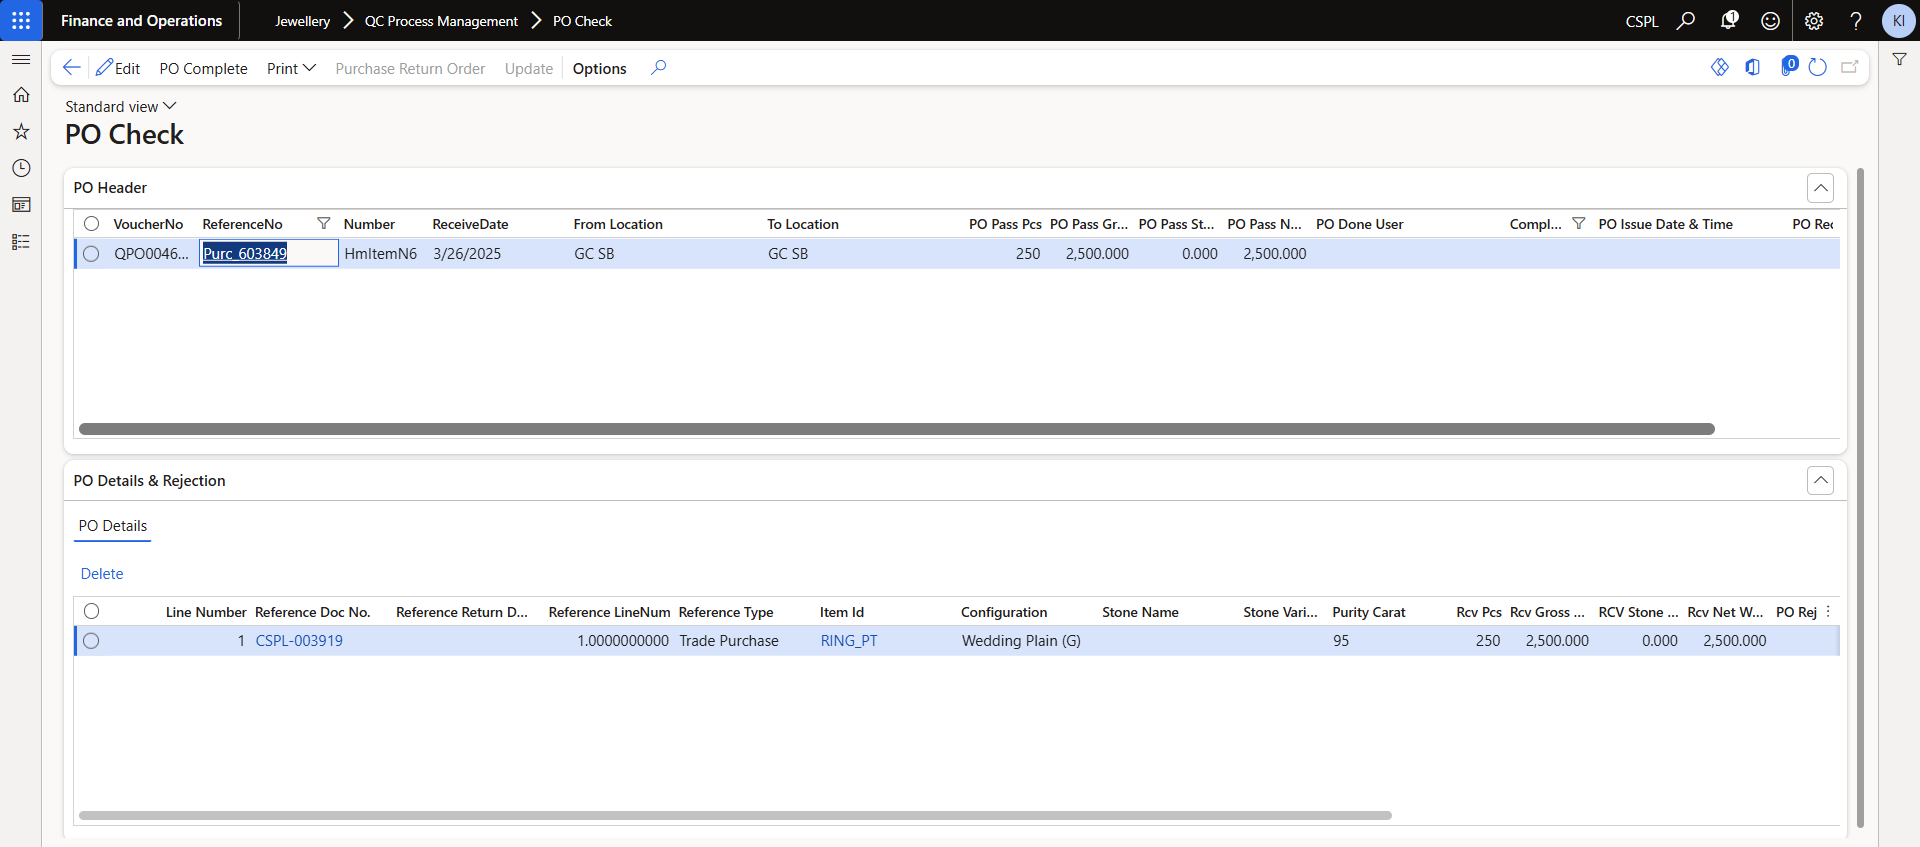 Finance and Operations Jewellery QC Process Management PO Check CSPL 1 KI
Edit PO Complete Print Purchase Return Order Update Options 0
Standard view
PO Check
PO Header
VoucherNo ReferenceNo Number ReceiveDate From Location To Location PO Pass Pcs PO Pass Gr... PO Pass St... PO Pass N... PO Done User Compl... PO Issue Date & Time PO Rec
QPO0046... Purc_603849 HmItemN6 3/26/2025 GC SB GC SB 250 2,500.000 0.000 2,500.000
PO Details & Rejection
PO Details
Delete
Line Number Reference Doc No. Reference Return D... Reference LineNum Reference Type Item Id Configuration Stone Name Stone Vari... Purity Carat Rcv Pcs Rcv Gross ... RCV Stone ... Rcv Net W... PO Rej
1 CSPL-003919 1.0000000000 Trade Purchase RING_PT Wedding Plain (G) 95 250 2,500.000 0.000 2,500.000